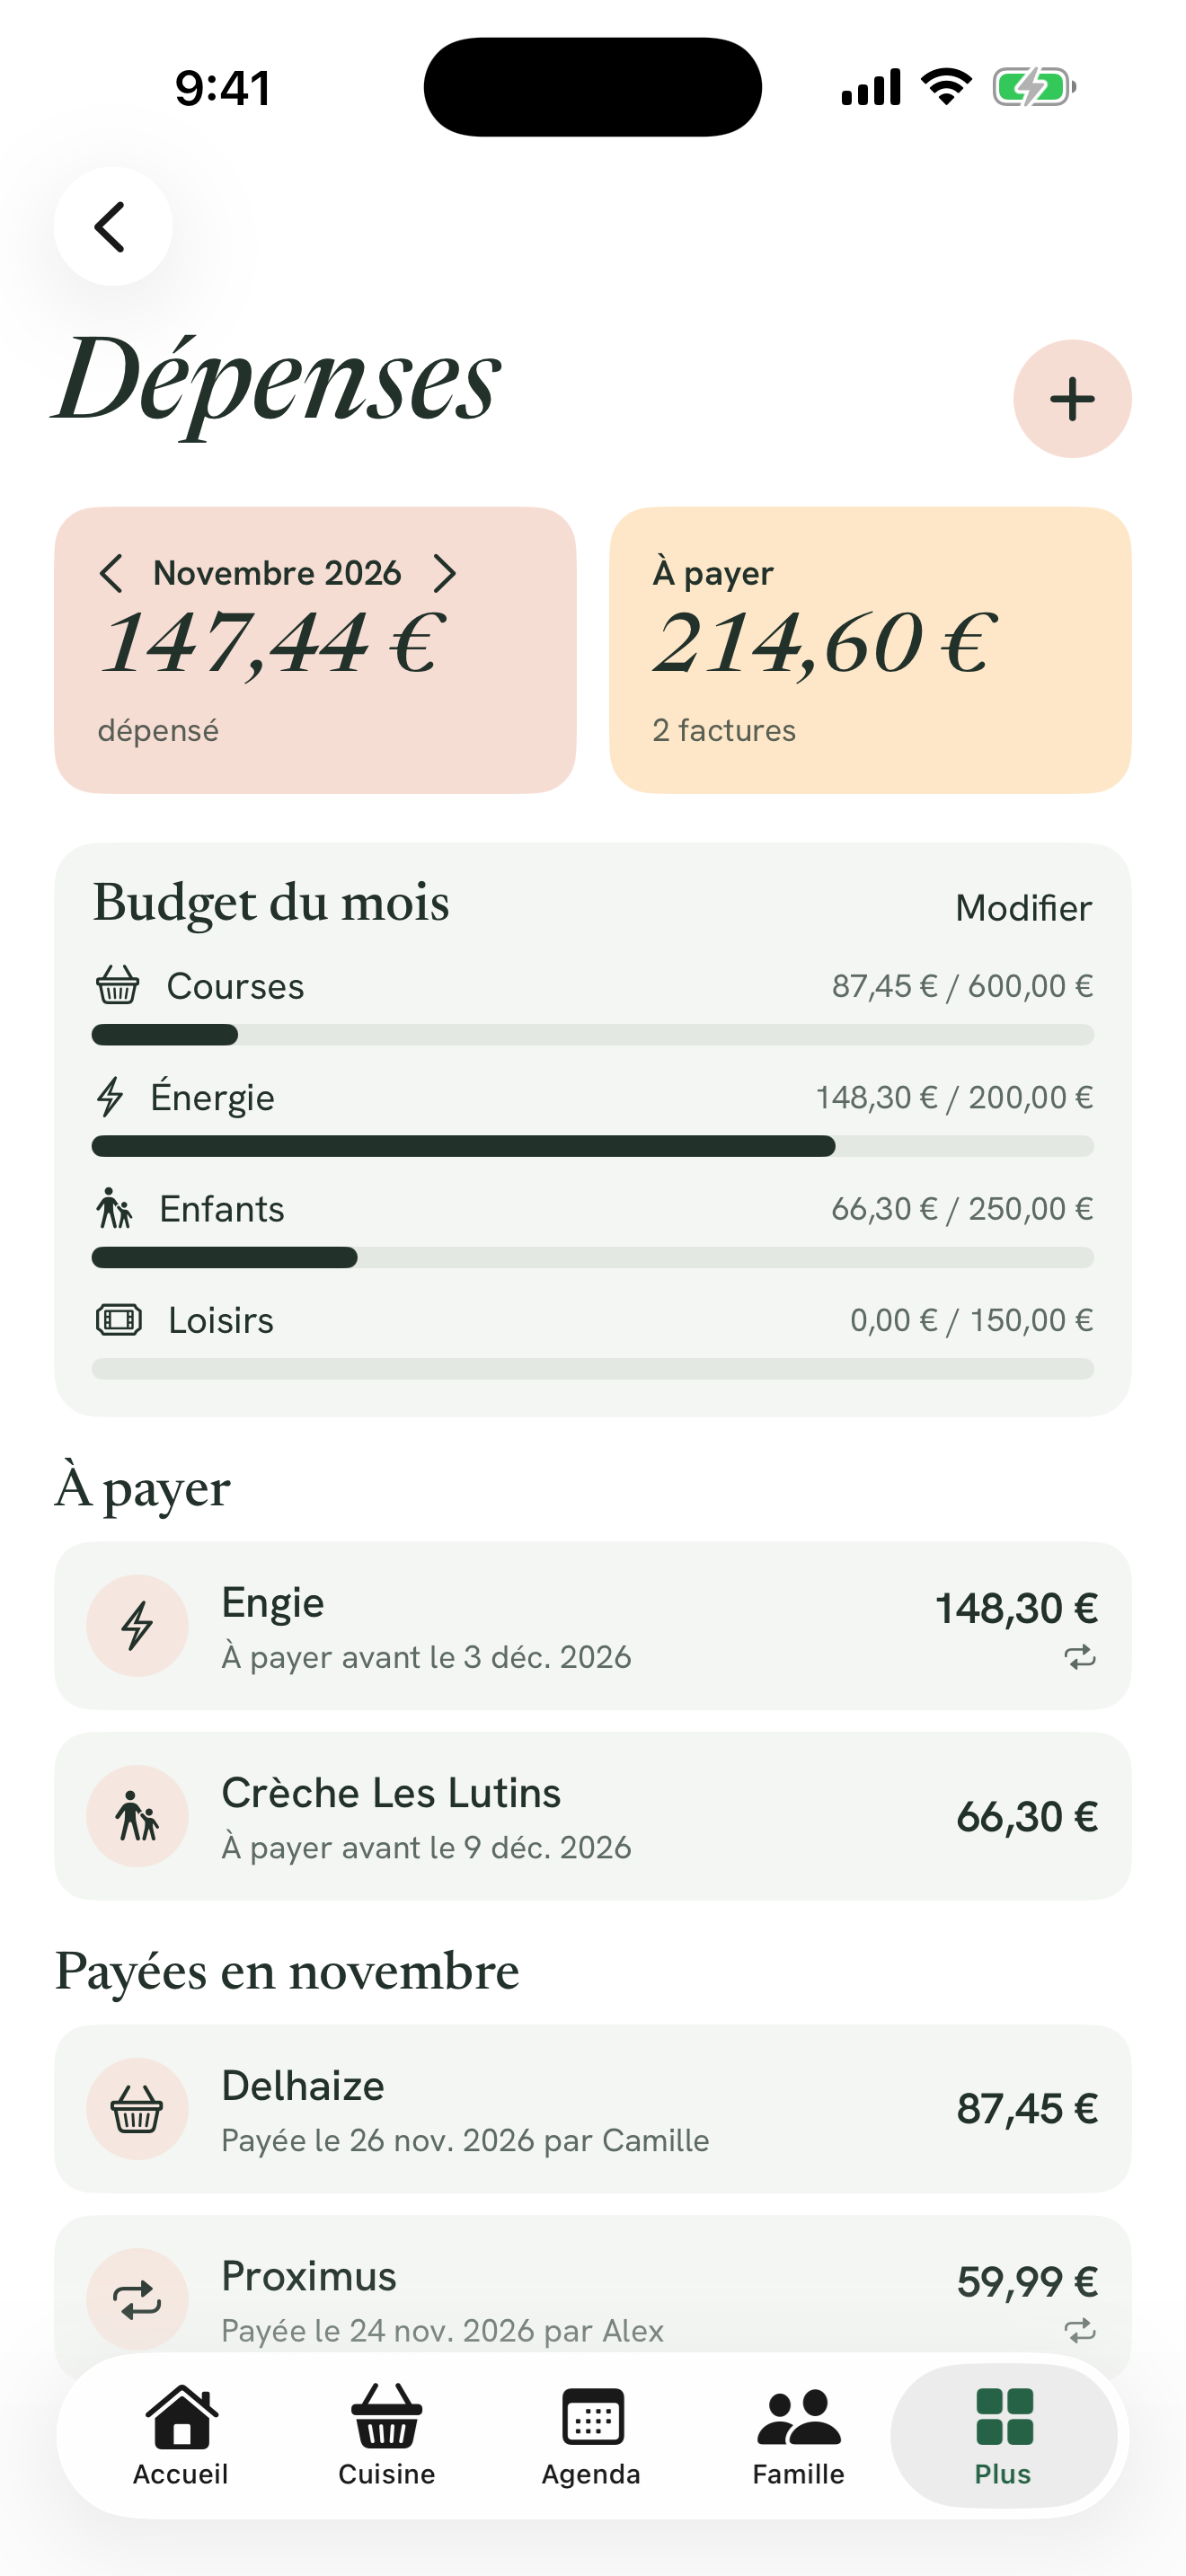 9:41
Dépenses
Novembre 2026
147,44 €
dépensé
À payer
214,60 €
2 factures
Budget du mois
Modifier
Courses
87,45 € / 600,00 €
Énergie
148,30 € / 200,00 €
Enfants
66,30 € / 250,00 €
Loisirs
0,00 € / 150,00 €
À payer
Engie
148,30 €
À payer avant le 3 déc. 2026
Crèche Les Lutins
66,30 €
À payer avant le 9 déc. 2026
Payées en novembre
Delhaize
87,45 €
Payée le 26 nov. 2026 par Camille
Proximus
59,99 €
Payée le 24 nov. 2026 par Alex
Accueil
Cuisine
Agenda
Famille
Plus